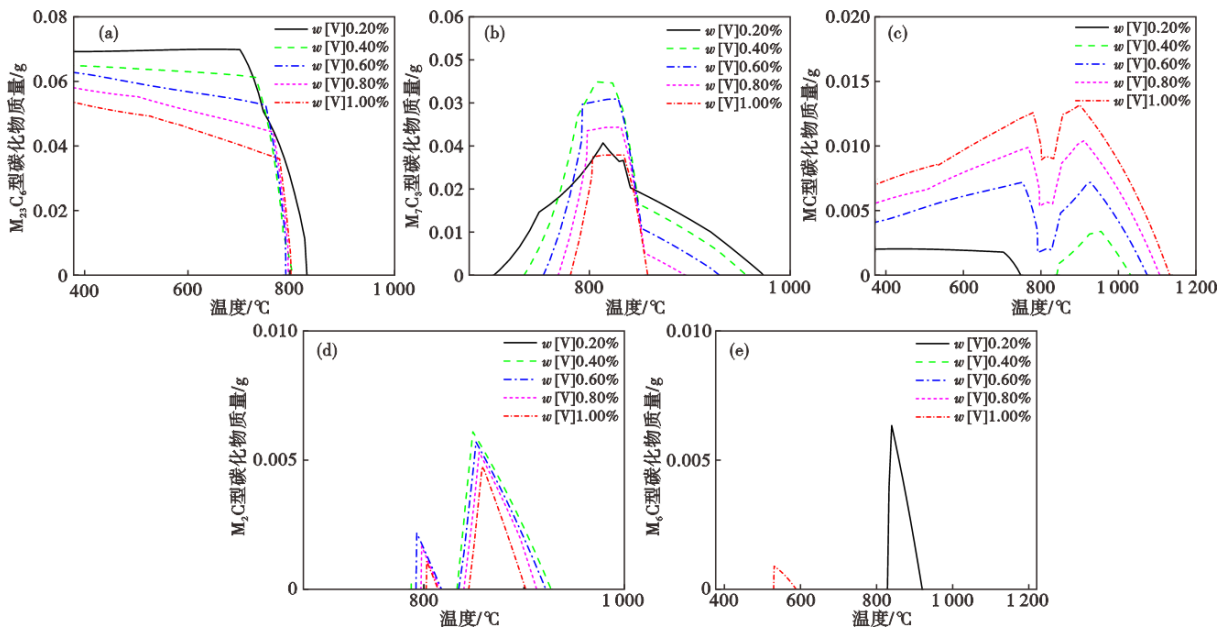 (a)
w [V]0.20%
w [V]0.40%
w [V]0.60%
w [V]0.80%
w [V]1.00%
0.08
0.06
0.04
0.02
0
M₂₃C₆型碳化物质量/g
400
600
800
1 000
温度/℃
(b)
w [V]0.20%
w [V]0.40%
w [V]0.60%
w [V]0.80%
w [V]1.00%
0.06
0.05
0.03
0.04
0.02
0.01
0
M₇C₃型碳化物质量/g
800
1 000
温度/℃
(c)
w [V]0.20%
w [V]0.40%
w [V]0.60%
w [V]0.80%
w [V]1.00%
0.020
0.015
0.010
0.005
0
MC型碳化物质量/g
400
600
800
1 000
1 200
温度/℃
(d)
w [V]0.20%
w [V]0.40%
w [V]0.60%
w [V]0.80%
w [V]1.00%
0.010
0.005
0
M₂C型碳化物质量/g
800
1 000
温度/℃
(e)
w [V]0.20%
w [V]0.40%
w [V]0.60%
w [V]0.80%
w [V]1.00%
0.010
0.005
0
M₆C型碳化物质量/g
400
600
800
1 000
1 200
温度/℃